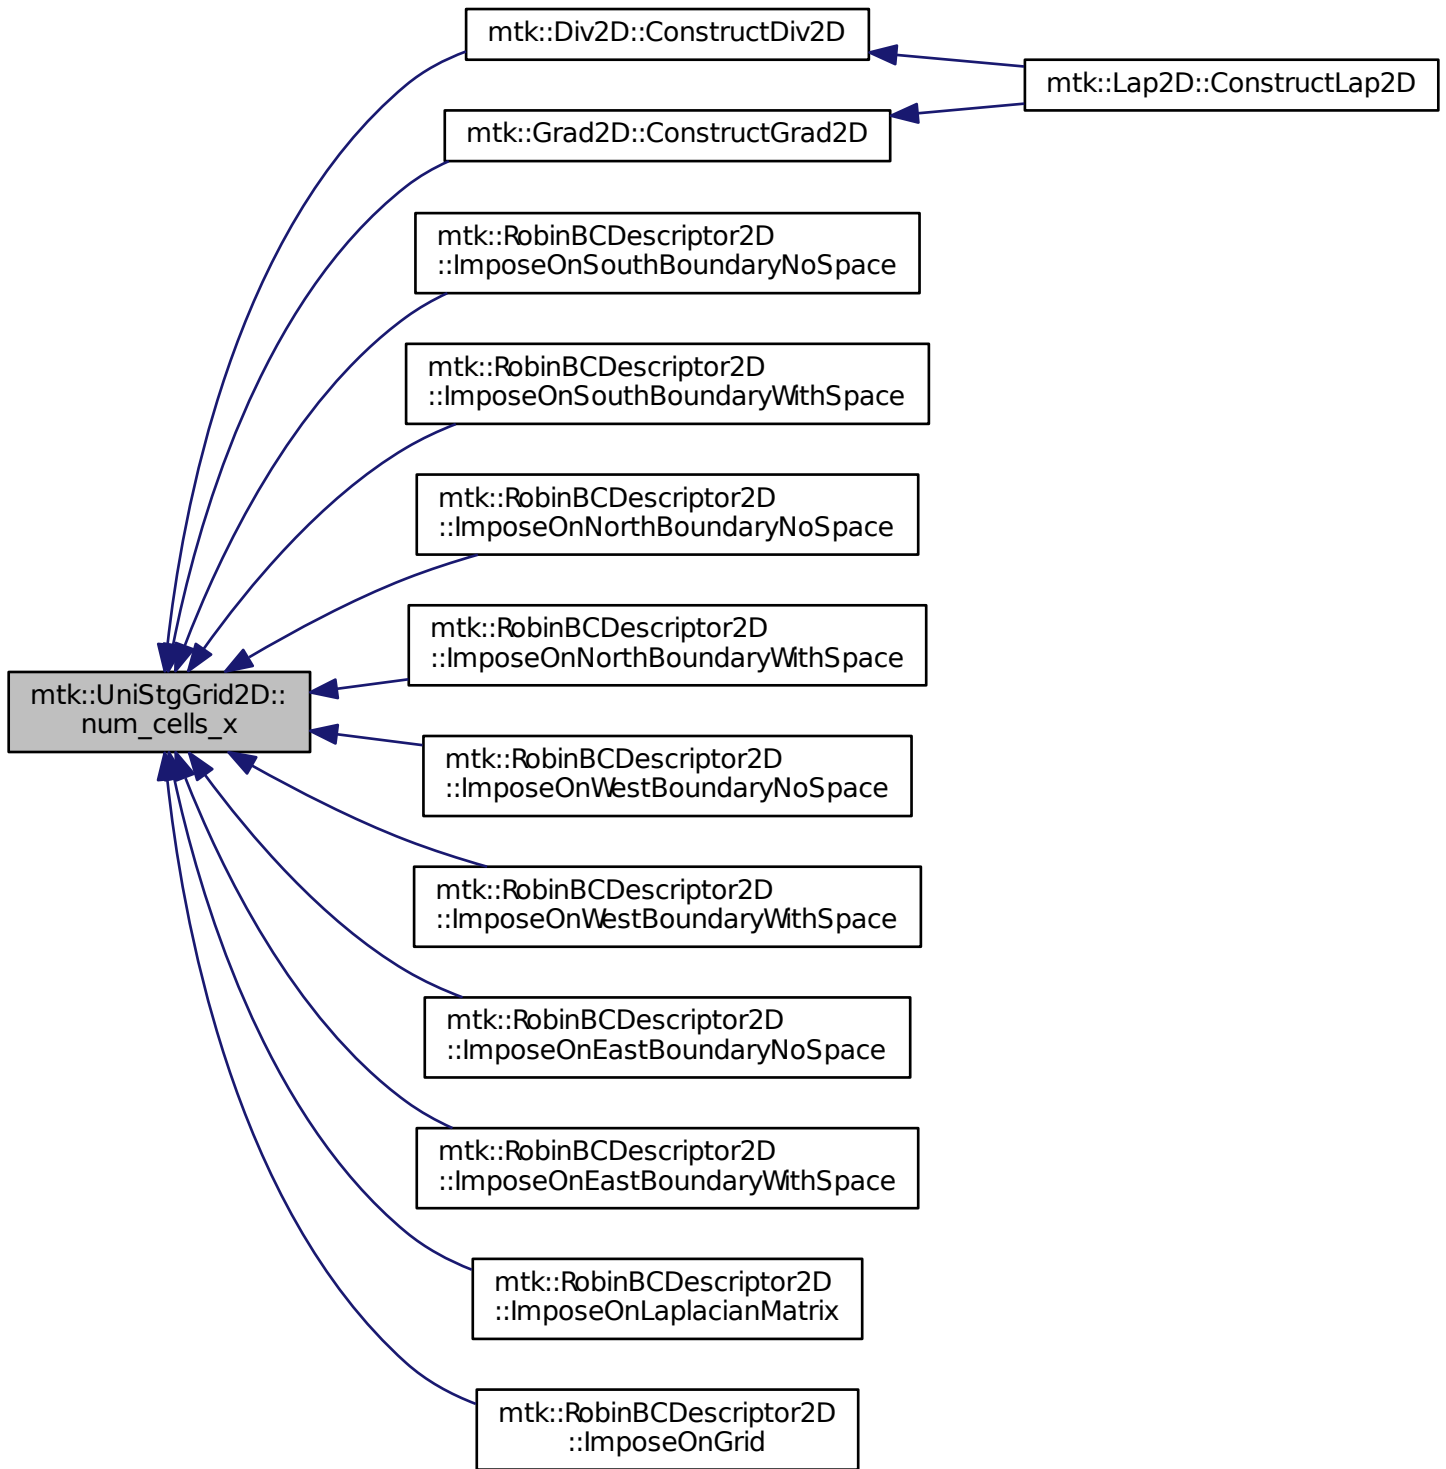 mtk::Div2D::ConstructDiv2D
mtk::Lap2D::ConstructLap2D
mtk::Grad2D::ConstructGrad2D
mtk::RobinBCDescriptor2D
::ImposeOnSouthBoundaryNoSpace
mtk::RobinBCDescriptor2D
::ImposeOnSouthBoundaryWithSpace
mtk::RobinBCDescriptor2D
::ImposeOnNorthBoundaryNoSpace
mtk::RobinBCDescriptor2D
::ImposeOnNorthBoundaryWithSpace
mtk::UniStgGrid2D::
num_cells_x
mtk::RobinBCDescriptor2D
::ImposeOnWestBoundaryNoSpace
mtk::RobinBCDescriptor2D
::ImposeOnWestBoundaryWithSpace
mtk::RobinBCDescriptor2D
::ImposeOnEastBoundaryNoSpace
mtk::RobinBCDescriptor2D
::ImposeOnEastBoundaryWithSpace
mtk::RobinBCDescriptor2D
::ImposeOnLaplacianMatrix
mtk::RobinBCDescriptor2D
::ImposeOnGrid